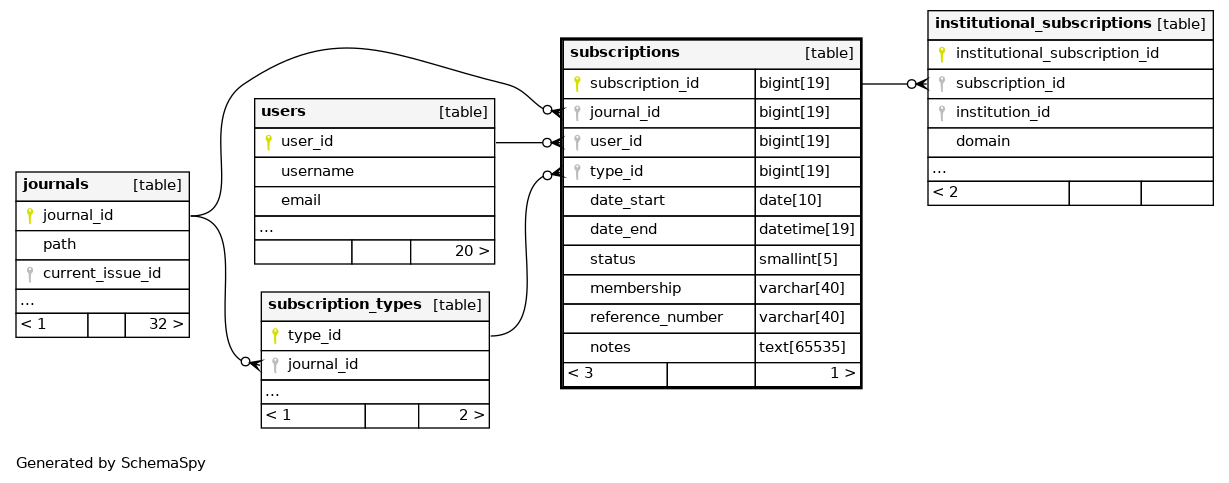 journals [table]
journal_id
path
current_issue_id
...
< 1 32 >
users [table]
user_id
username
email
...
20 >
subscription_types [table]
type_id
journal_id
...
< 1 2 >
subscriptions [table]
subscription_id bigint[19]
journal_id bigint[19]
user_id bigint[19]
type_id bigint[19]
date_start date[10]
date_end datetime[19]
status smallint[5]
membership varchar[40]
reference_number varchar[40]
notes text[65535]
< 3 1 >
institutional_subscriptions [table]
institutional_subscription_id
subscription_id
institution_id
domain
...
< 2
Generated by SchemaSpy